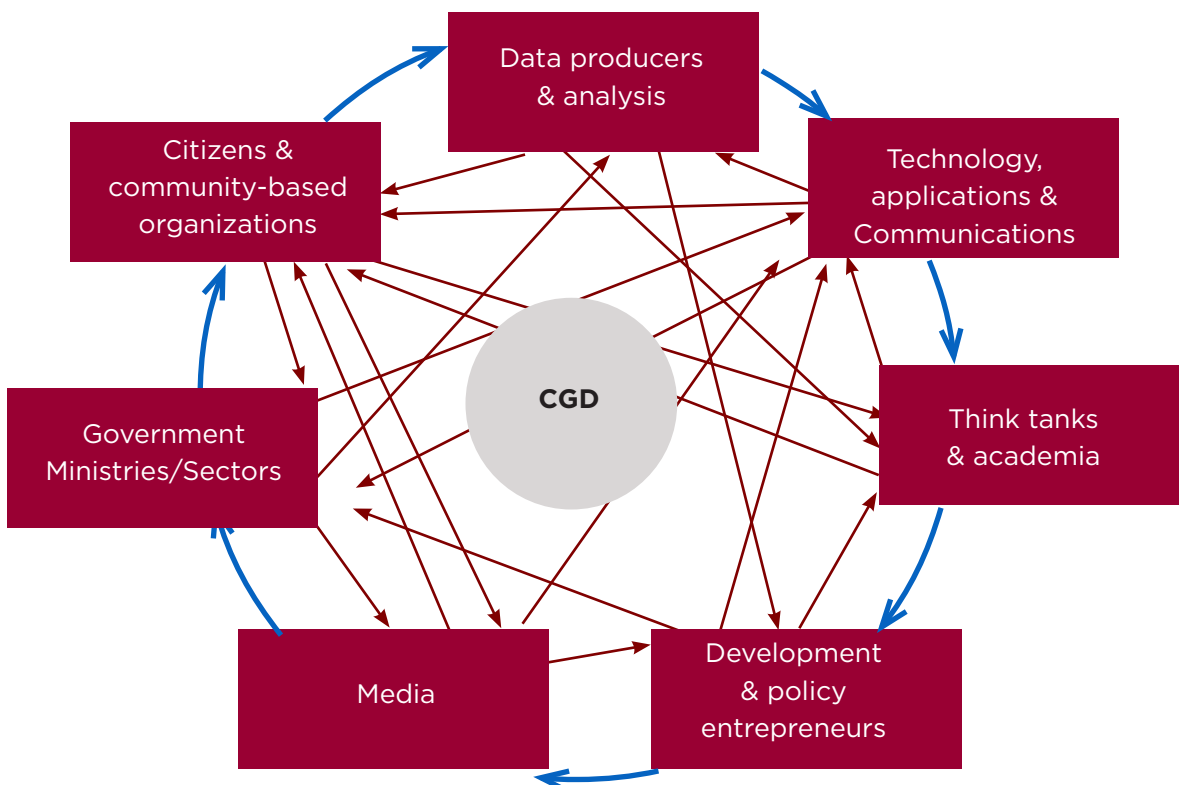 Data producers
& analysis
Citizens &
community-based
organizations
Technology,
applications &
Communications
CGD
Government
Ministries/Sectors
Think tanks
& academia
Media
Development
& policy
entrepreneurs